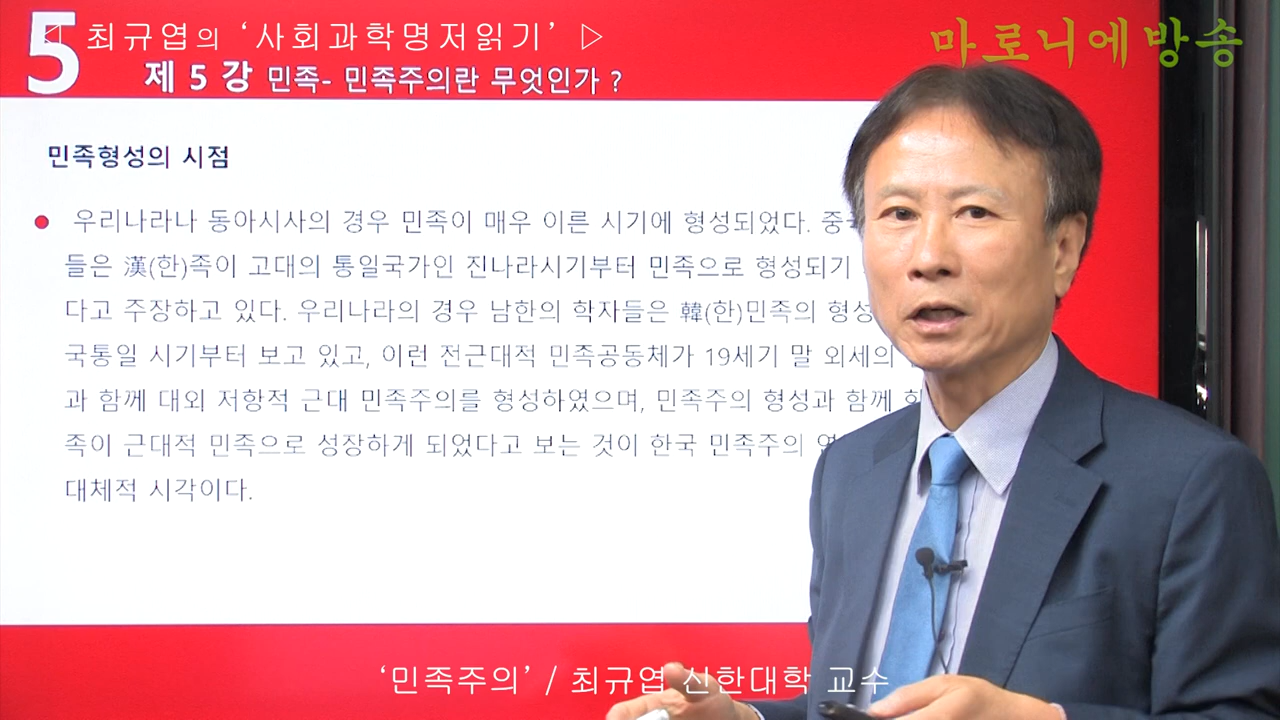 5
◁ 최규엽의 ‘사회과학명저읽기’ ▷
마로니에방송
제 5 강 민족- 민족주의란 무엇인가 ?
민족형성의 시점
● 우리나라나 동아시사의 경우 민족이 매우 이른 시기에 형성되었다.
들은 漢(한)족이 고대의 통일국가인 진나라시기부터 민족으로 형성되기
다고 주장하고 있다. 우리나라의 경우 남한의 학자들은 韓(한)민족의 형성
국통일 시기부터 보고 있고, 이런 전근대적 민족공동체가 19세기 말 외세의
과 함께 대외 저항적 근대 민족주의를 형성하였으며, 민족주의 형성과 함께
족이 근대적 민족으로 성장하게 되었다고 보는 것이 한국 민족주의
대체적 시각이다.
‘민족주의’ / 최규엽 신한대학 교수